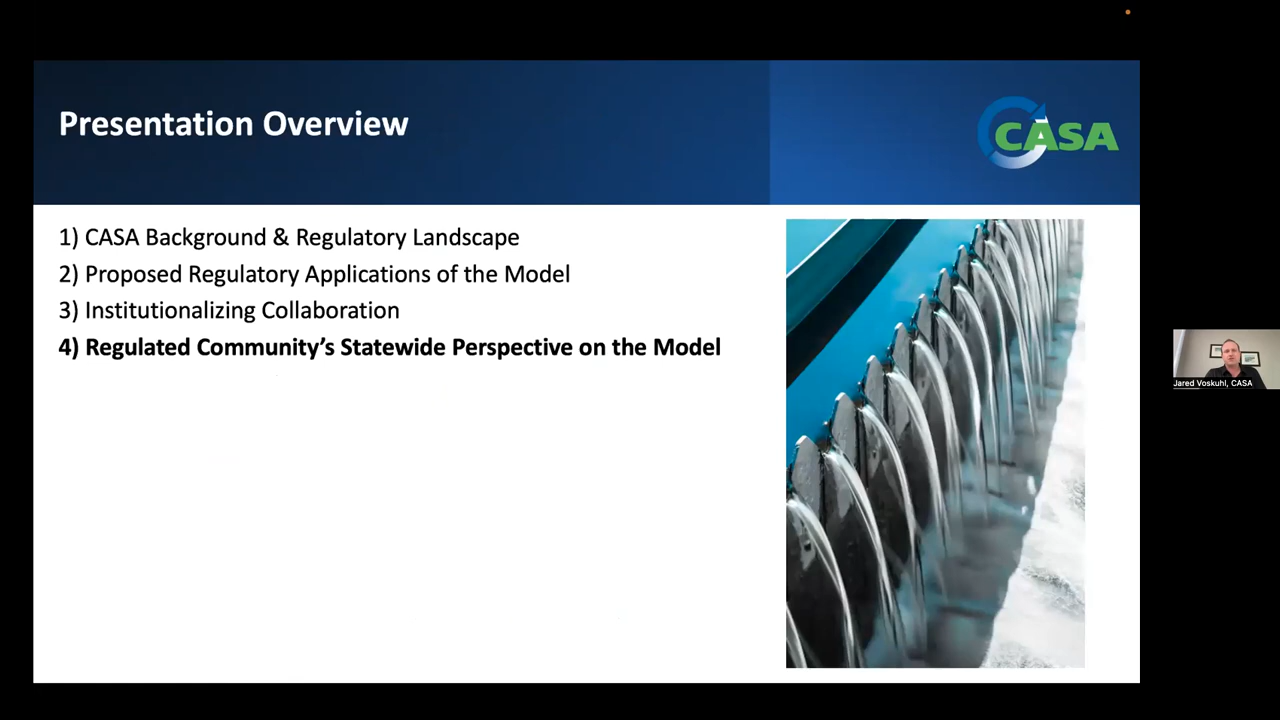 Presentation Overview
CASA
1) CASA Background & Regulatory Landscape
2) Proposed Regulatory Applications of the Model
3) Institutionalizing Collaboration
4) Regulated Community’s Statewide Perspective on the Model
Jared Voskuhl, CASA